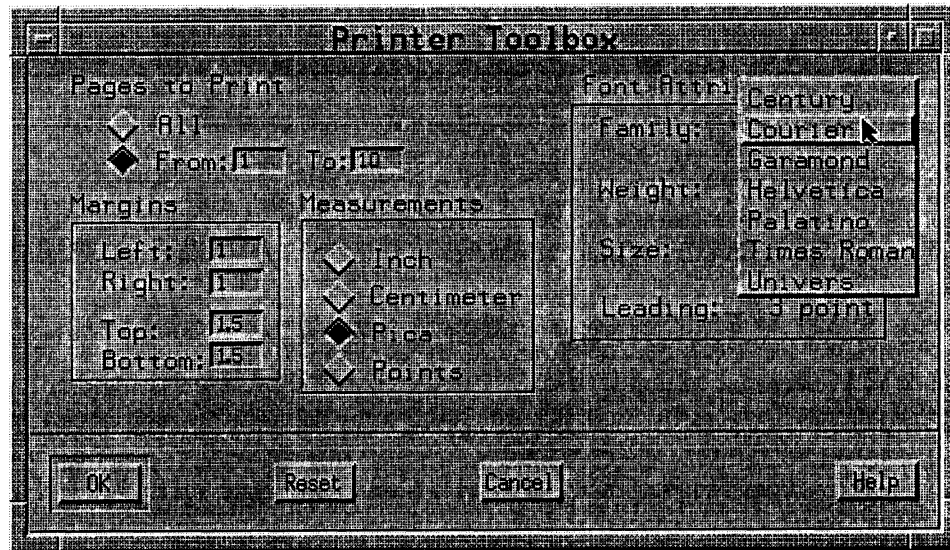 Printer Toolbox
Pages to Print
All
From: 1 To: 10
Margins
Left: 1
Right: 1
Top: 1.5
Bottom: 1.5
Measurements
Inch
Centimeter
Pica
Points
Font Attri
Family:
Weight:
Size:
Leading: 3 point
Century
Courier
Garamond
Helvetica
Palatino
Times Roman
Univers
OK Reset Cancel Help